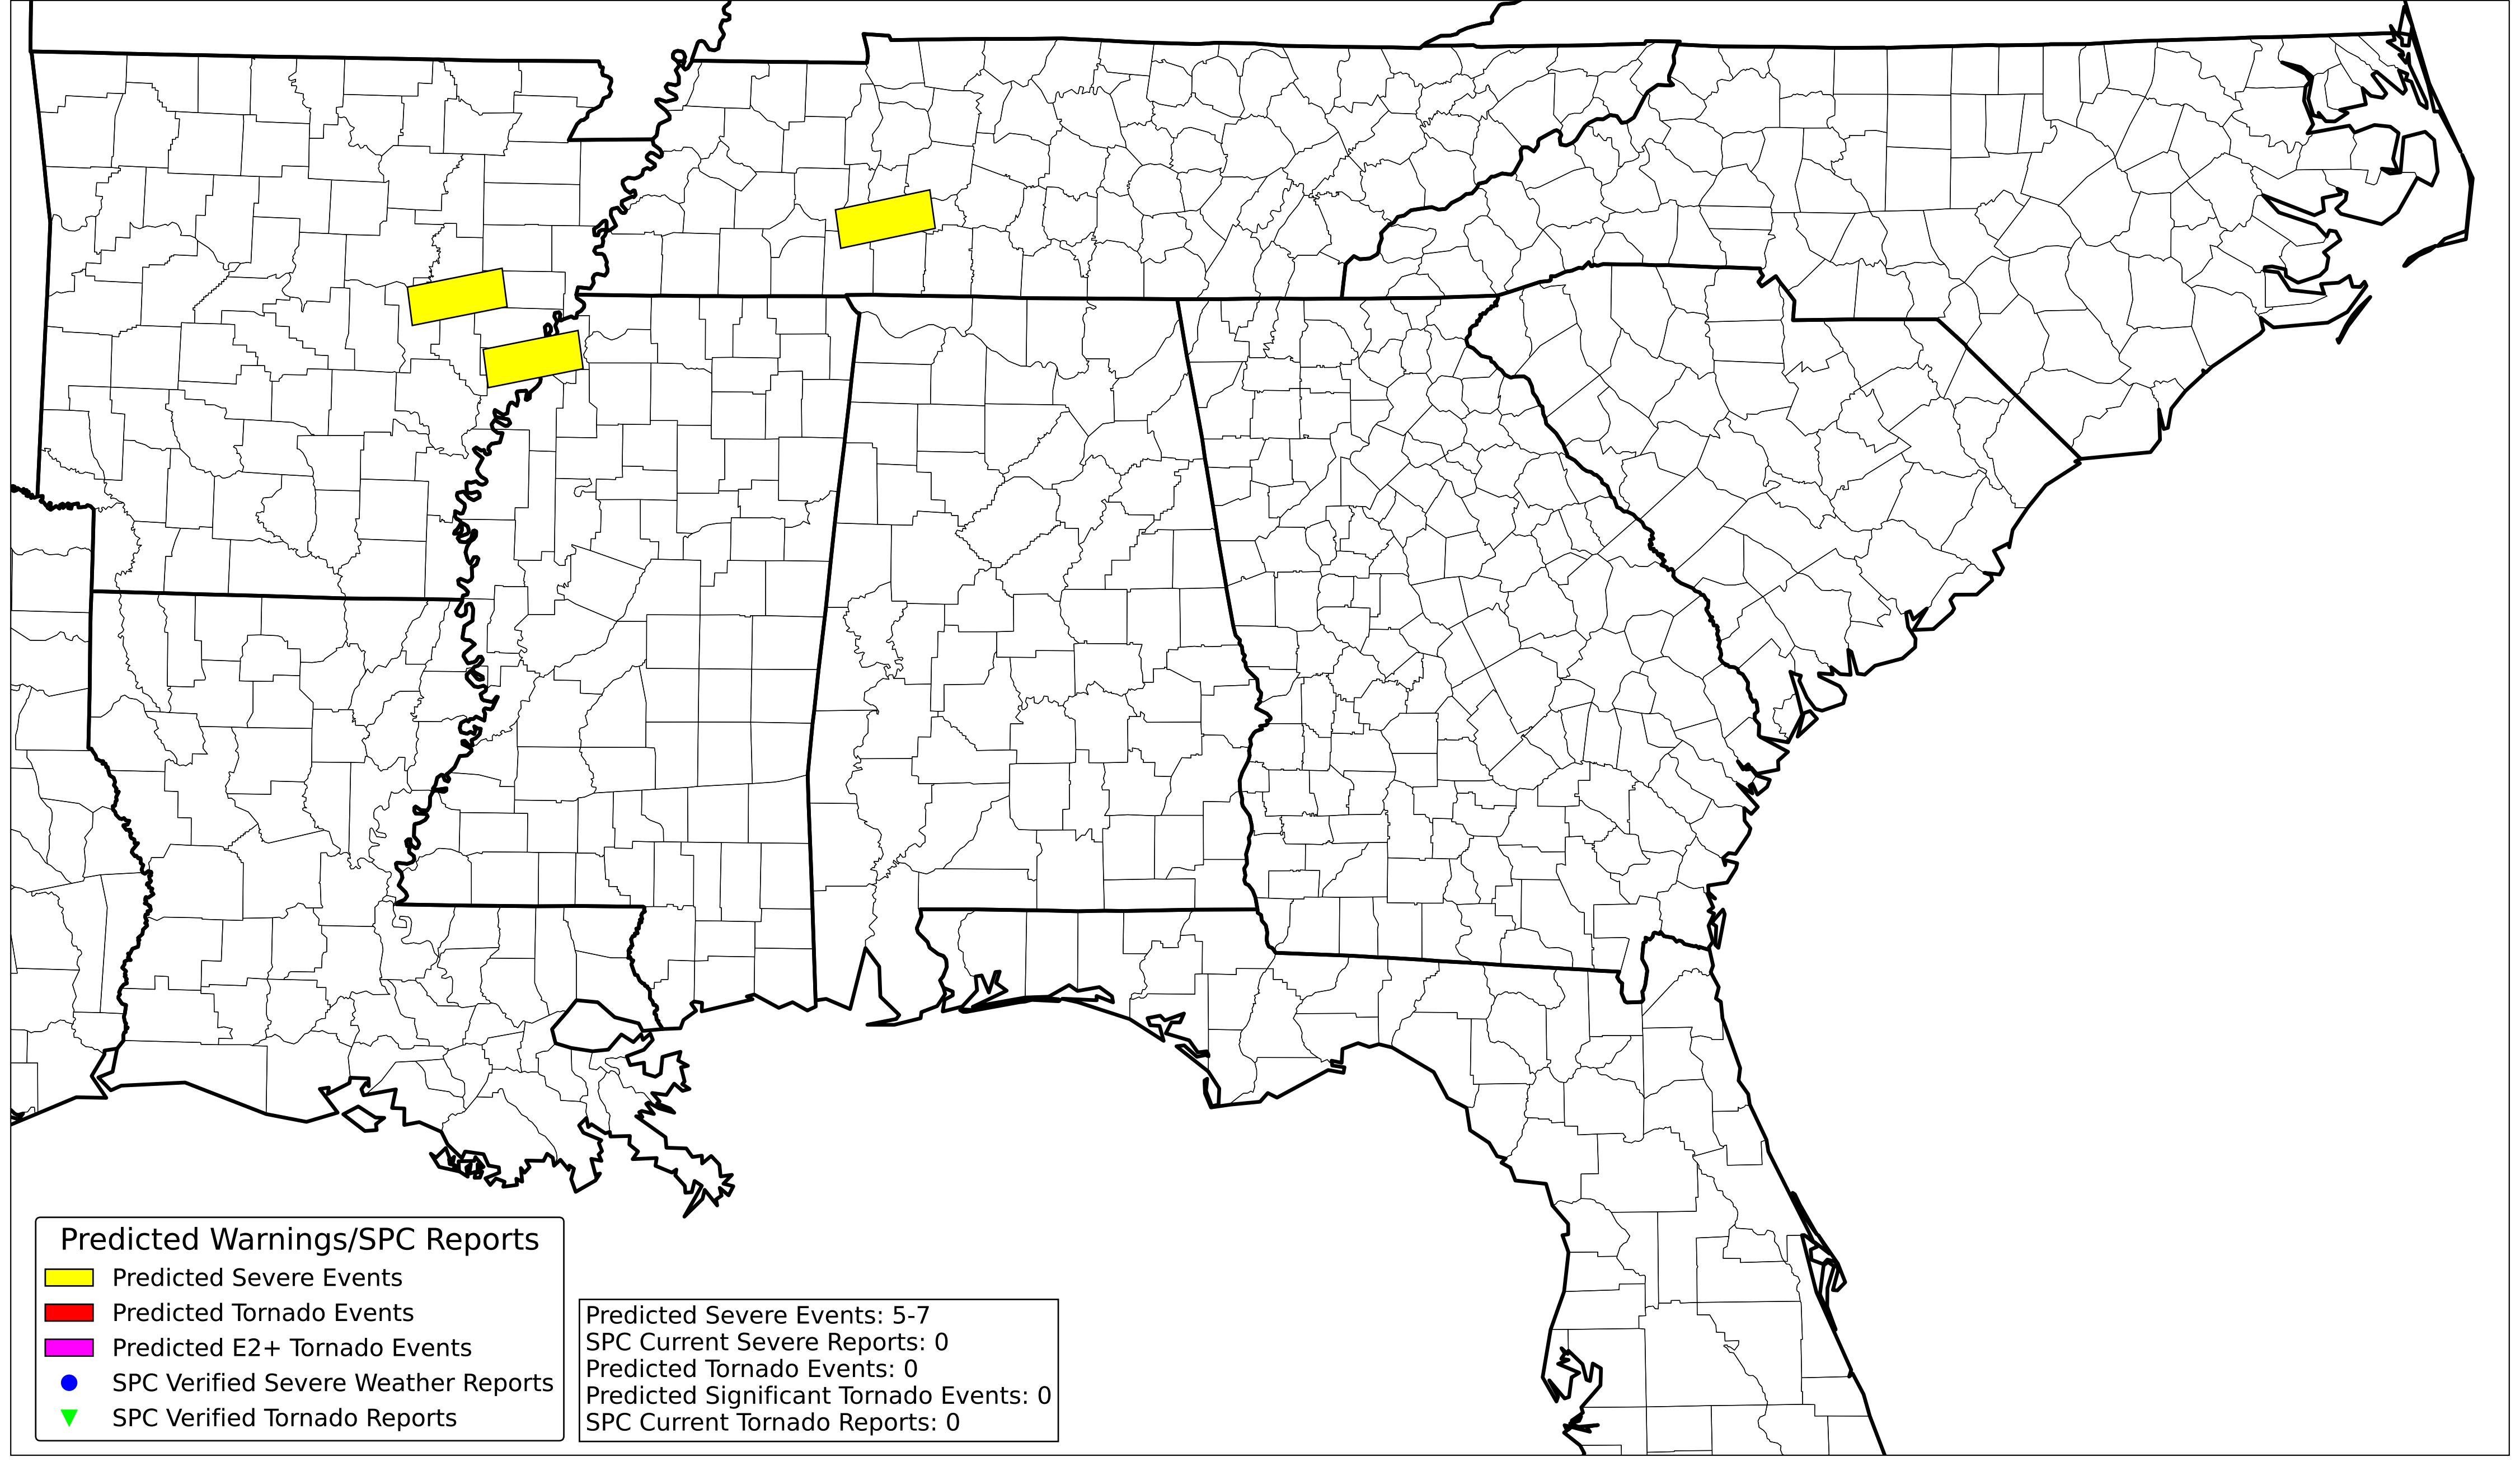 Predicted Warnings/SPC Reports
Predicted Severe Events
Predicted Tornado Events
Predicted E2+ Tornado Events
SPC Verified Severe Weather Reports
SPC Verified Tornado Reports
Predicted Severe Events: 5-7
SPC Current Severe Reports: 0
Predicted Tornado Events: 0
Predicted Significant Tornado Events: 0
SPC Current Tornado Reports: 0